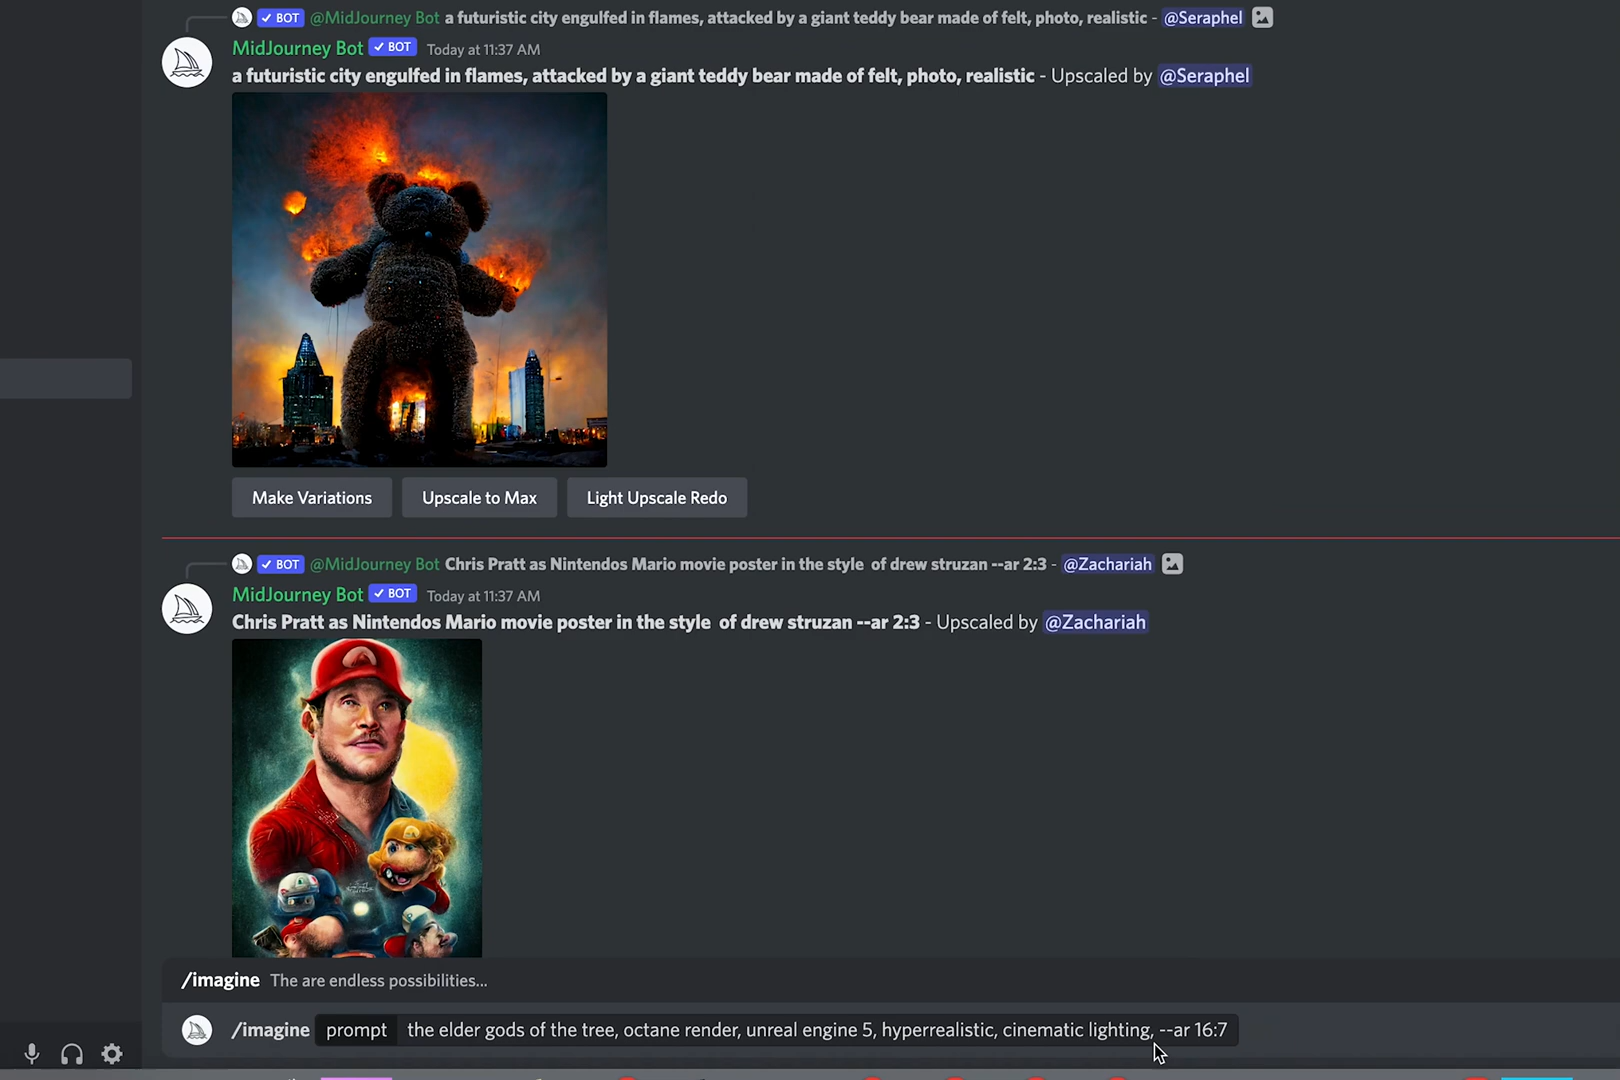 BOT @MidJourney Bot a futuristic city engulfed in flames, attacked by a giant teddy bear made of felt, photo, realistic - @Seraphel
MidJourney Bot BOT Today at 11:37 AM
a futuristic city engulfed in flames, attacked by a giant teddy bear made of felt, photo, realistic - Upscaled by @Seraphel
Make Variations Upscale to Max Light Upscale Redo
BOT @MidJourney Bot Chris Pratt as Nintendos Mario movie poster in the style of drew struzan --ar 2:3 - @Zachariah
MidJourney Bot BOT Today at 11:37 AM
Chris Pratt as Nintendos Mario movie poster in the style of drew struzan --ar 2:3 - Upscaled by @Zachariah
/imagine The are endless possibilities...
/imagine prompt the elder gods of the tree, octane render, unreal engine 5, hyperrealistic, cinematic lighting, --ar 16:7